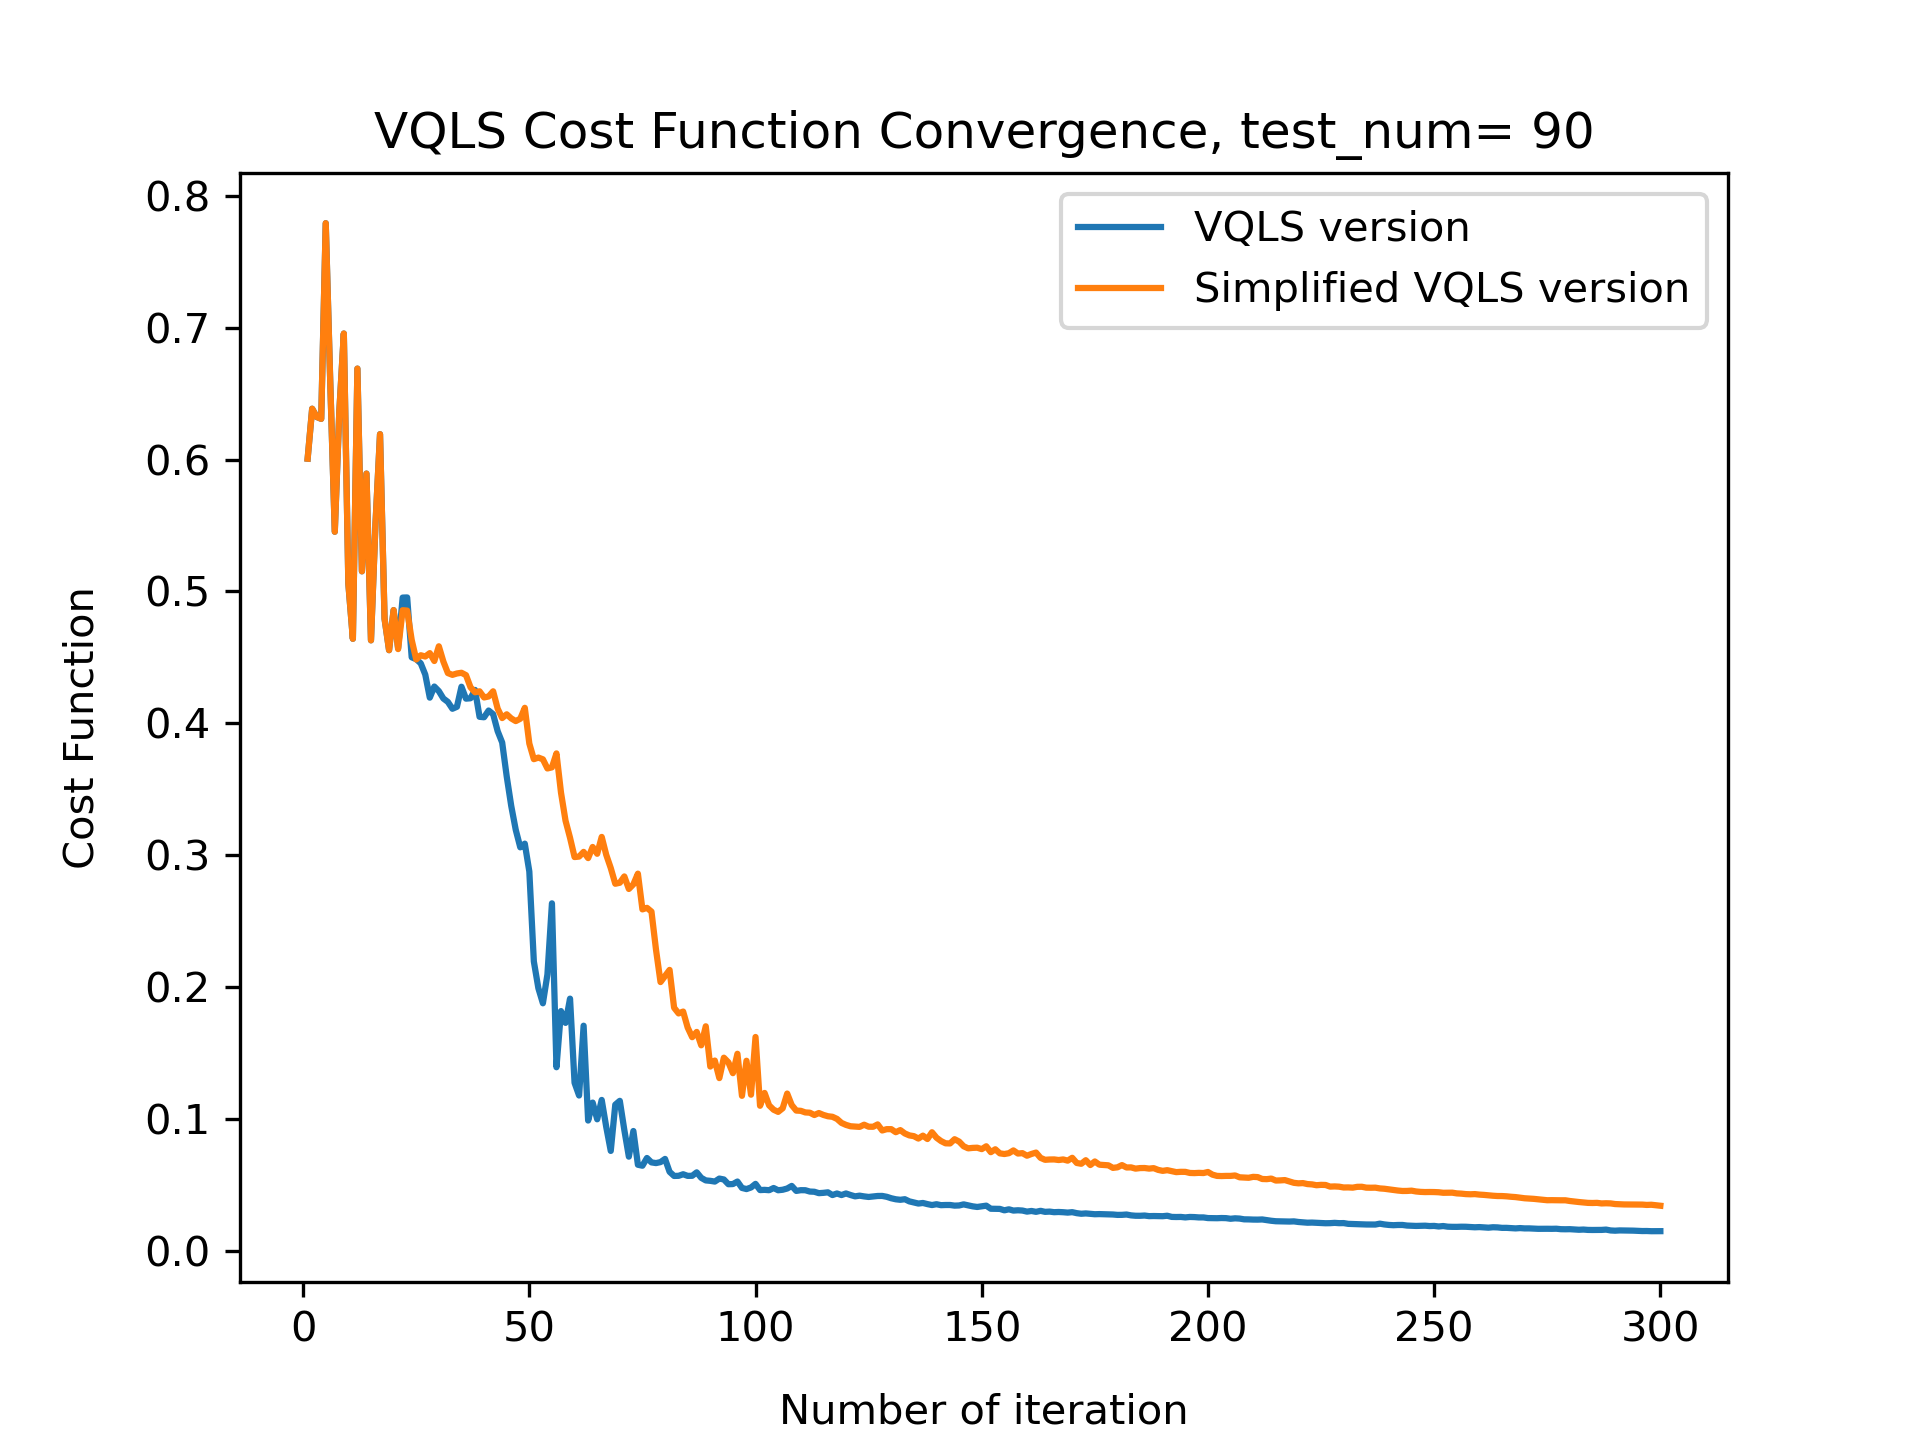 VQLS Cost Function Convergence, test_num= 90
VQLS version
Simplified VQLS version
0.8
0.7
0.6
0.5
0.4
0.3
0.2
0.1
0.0
Cost Function
0 50 100 150 200 250 300
Number of iteration